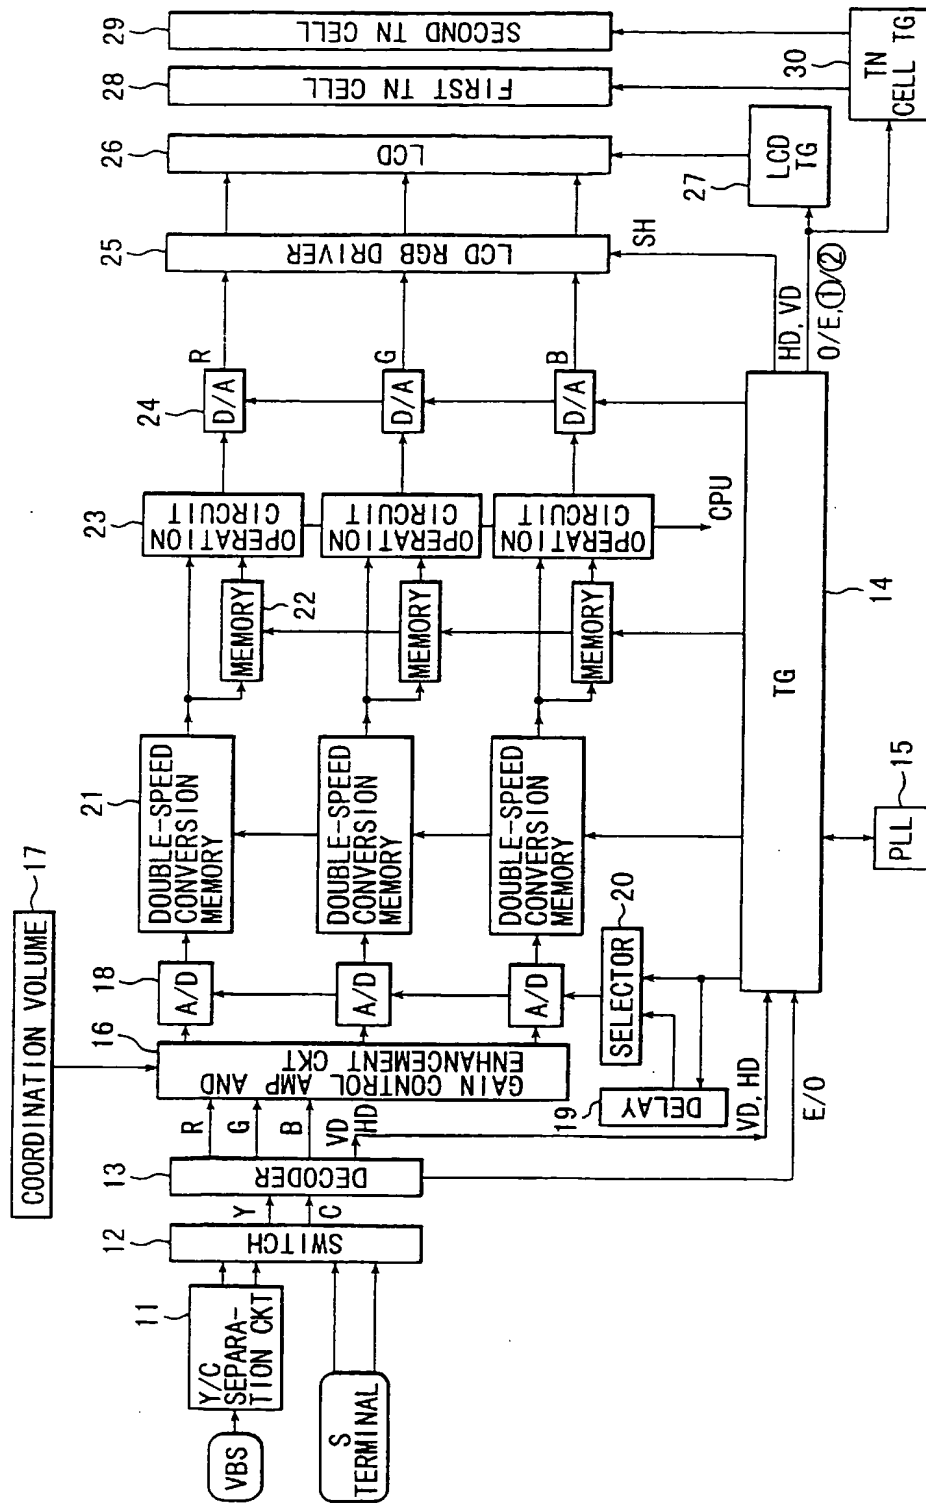 COORDINATION VOLUME
17
VBS
Y/C
SEPARA-
TION CKT
11
S
TERMINAL
SWITCH
12
Y
C
DECODER
13
R
G
B
VD
HD
GAIN CONTROL AMP AND
ENHANCEMENT CKT
16
A/D
18
A/D
A/D
DELAY
19
SELECTOR
20
VD, HD
E/O
DOUBLE-SPEED
CONVERSION
MEMORY
21
DOUBLE-SPEED
CONVERSION
MEMORY
DOUBLE-SPEED
CONVERSION
MEMORY
MEMORY
22
MEMORY
MEMORY
OPERATION
CIRCUIT
23
OPERATION
CIRCUIT
OPERATION
CIRCUIT
CPU
TG
14
PLL
15
D/A
24
D/A
D/A
R
G
B
HD, VD
O/E, ①/②
SH
LCD RGB DRIVER
25
LCD
26
LCD
TG
27
FIRST TN CELL
28
SECOND TN CELL
29
TN
CELL TG
30